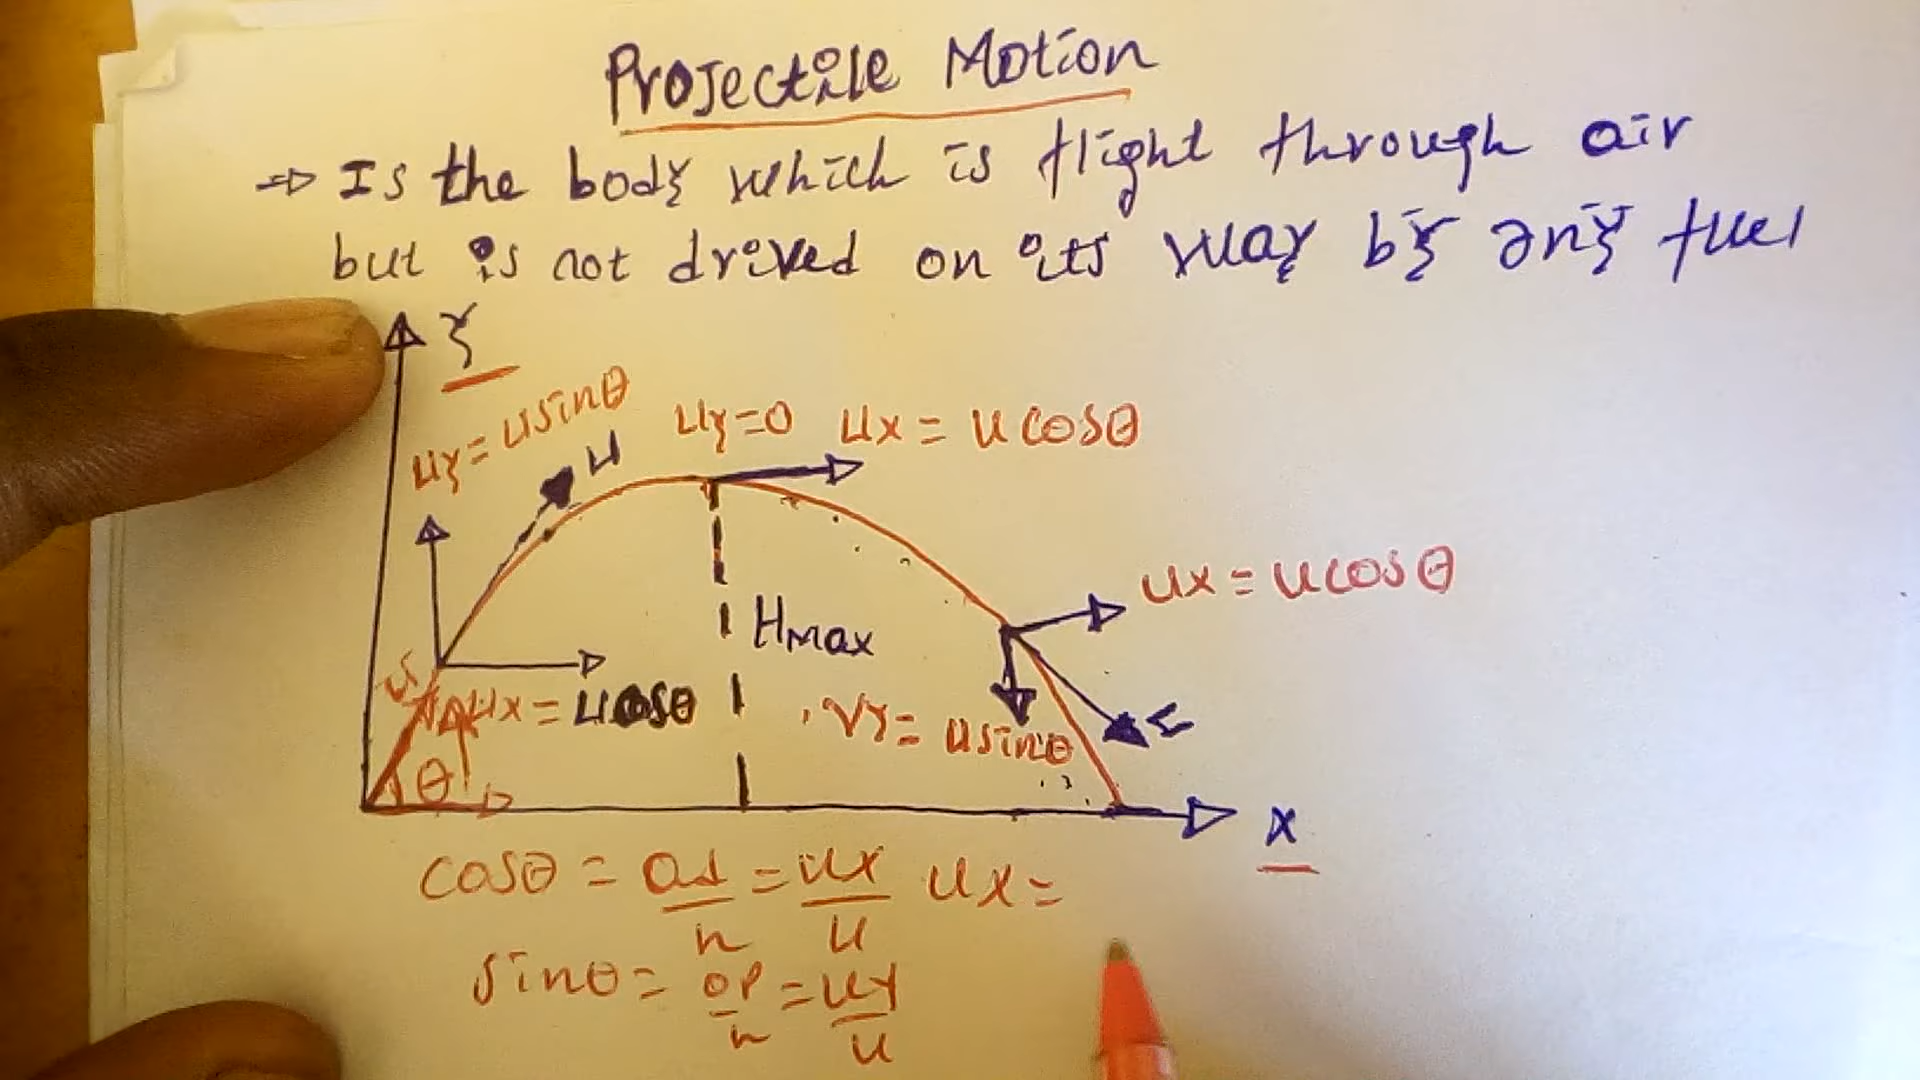 Projectile Motion
⇒ Is the body which is flight through air
but is not drived on its way by any fuel
y
uy = usinθ
u
uy=0 ux = u cosθ
ux = ucosθ
Hmax
u
ux = ucosθ
vy = usinθ
u
θ
x
cosθ = ad/h = ux/u ux =
sinθ = op/h = uy/u